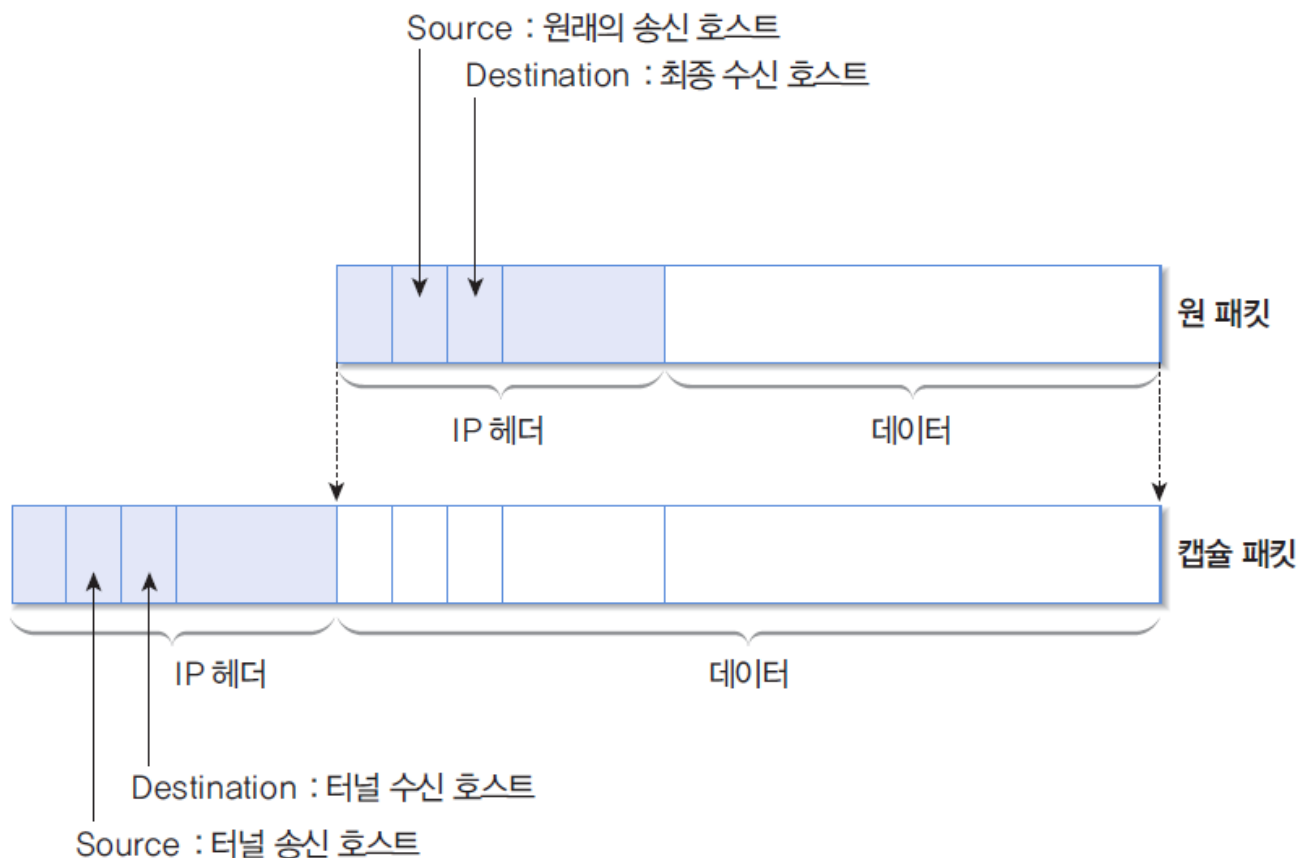 Source : 원래의 송신 호스트
Destination : 최종 수신 호스트
원 패킷
IP 헤더
데이터
캡슐 패킷
IP 헤더
데이터
Destination : 터널 수신 호스트
Source : 터널 송신 호스트